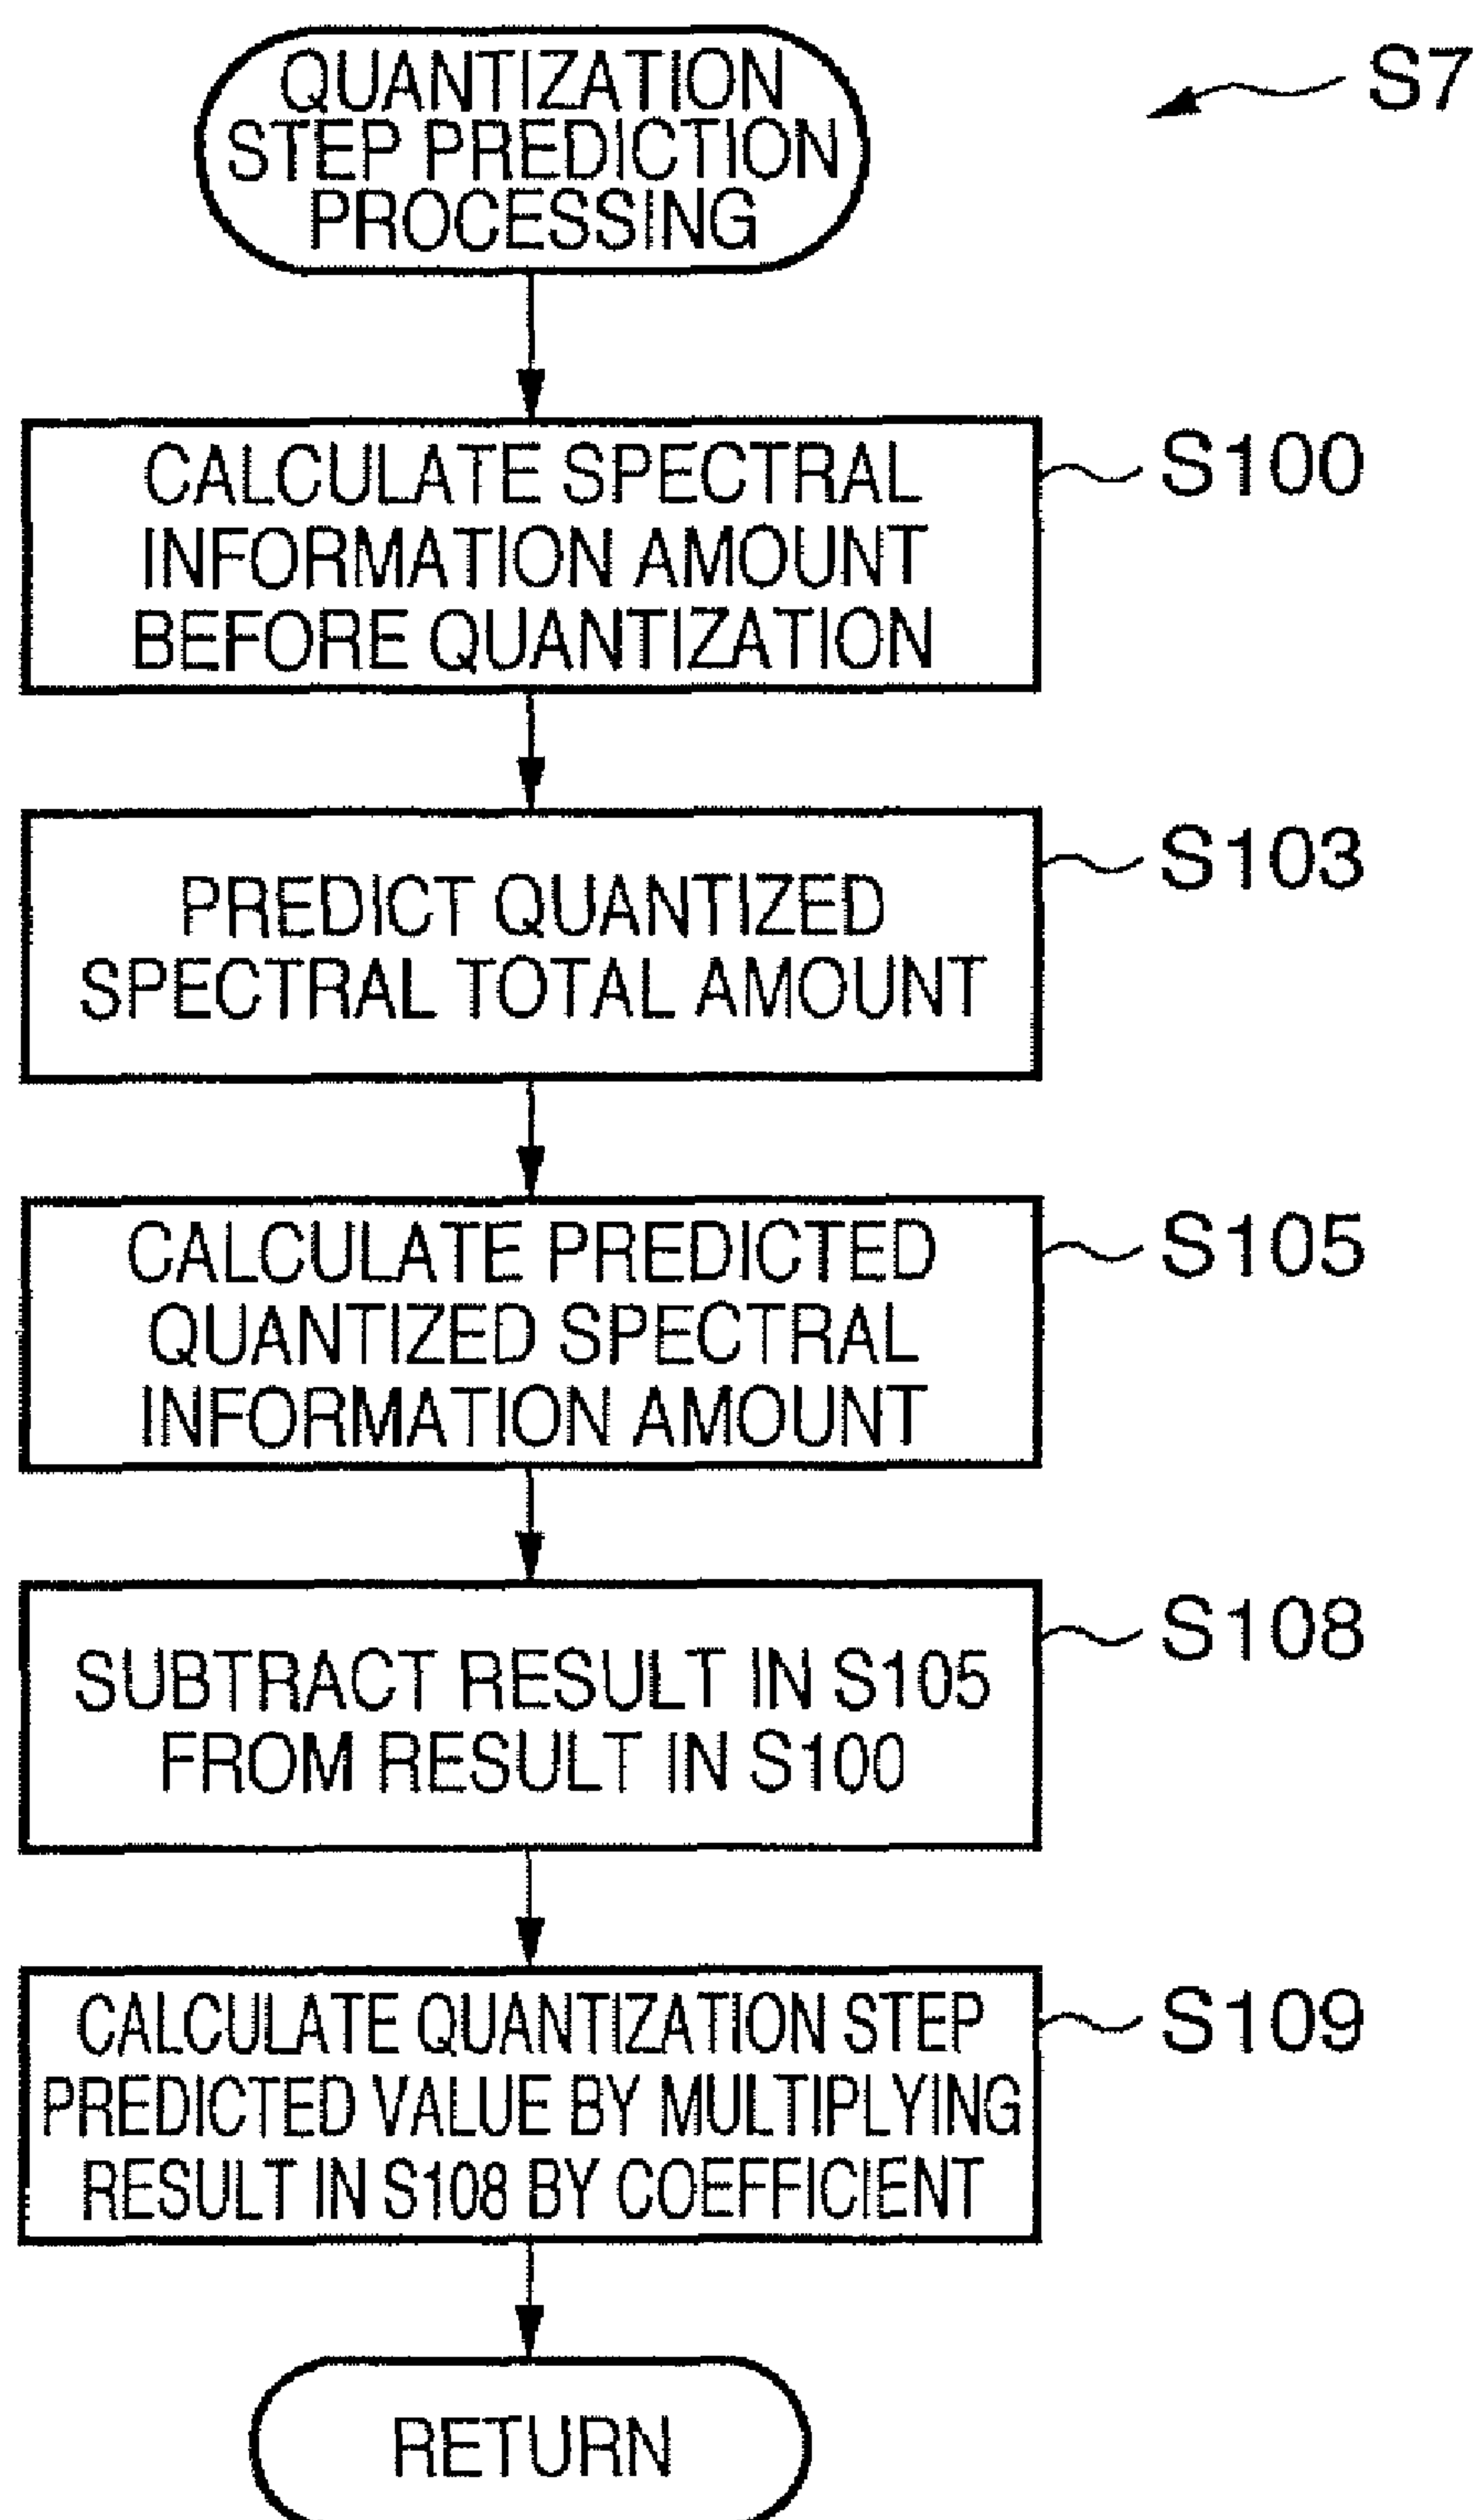 QUANTIZATION
STEP PREDICTION
PROCESSING
S7
CALCULATE SPECTRAL
INFORMATION AMOUNT
BEFORE QUANTIZATION
S100
PREDICT QUANTIZED
SPECTRAL TOTAL AMOUNT
S103
CALCULATE PREDICTED
QUANTIZED SPECTRAL
INFORMATION AMOUNT
S105
SUBTRACT RESULT IN S105
FROM RESULT IN S100
S108
CALCULATE QUANTIZATION STEP
PREDICTED VALUE BY MULTIPLYING
RESULT IN S108 BY COEFFICIENT
S109
RETURN